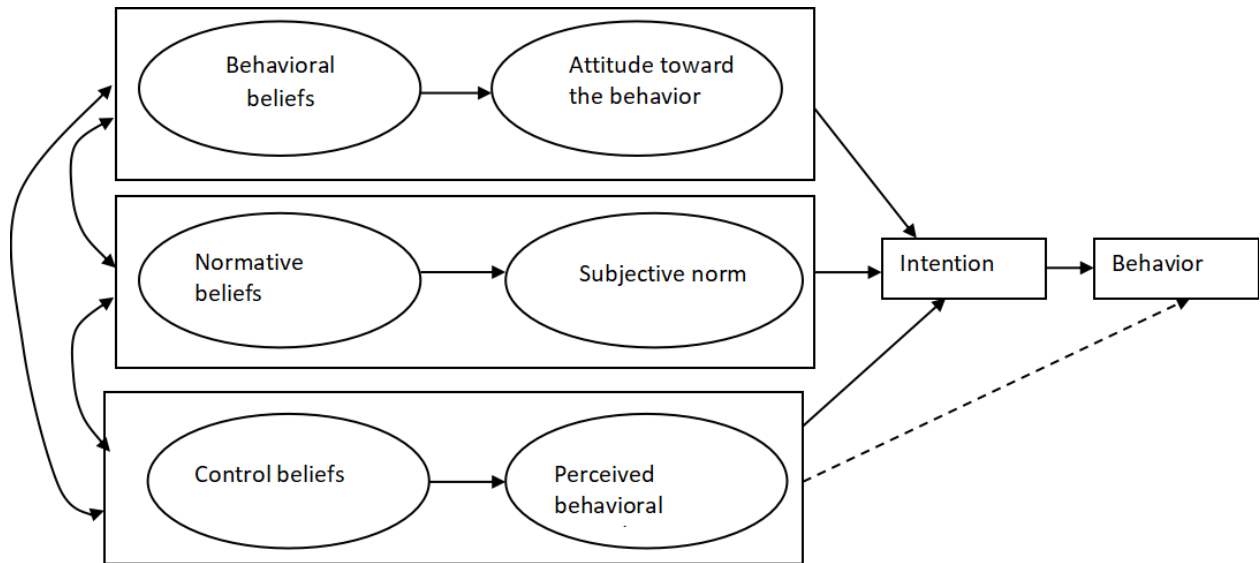 Behavioral
beliefs
Attitude toward
the behavior
Normative
beliefs
Subjective norm
Intention
Behavior
Control beliefs
Perceived
behavioral